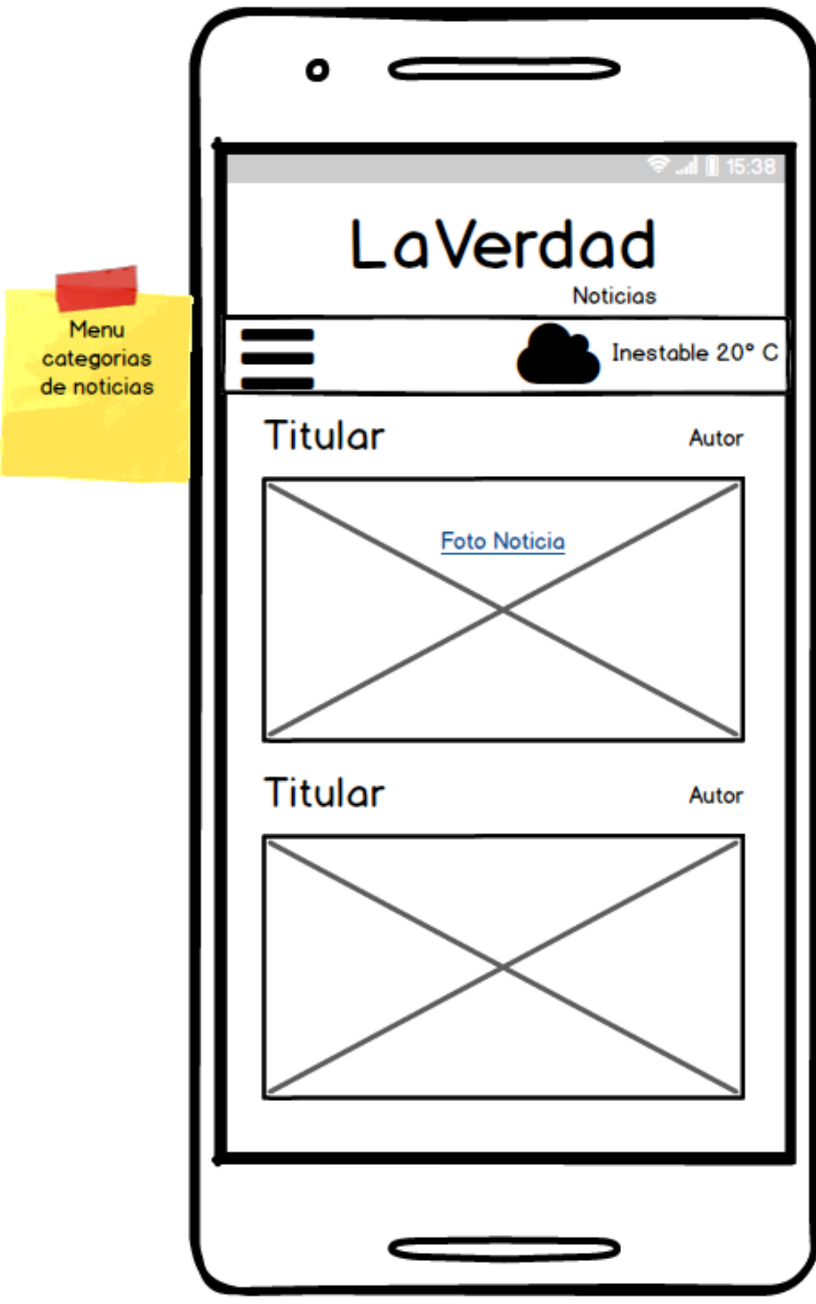 15:38
LaVerdad
Noticias
Menu
categorias
de noticias
Inestable 20° C
Titular
Autor
Foto Noticia
Titular
Autor